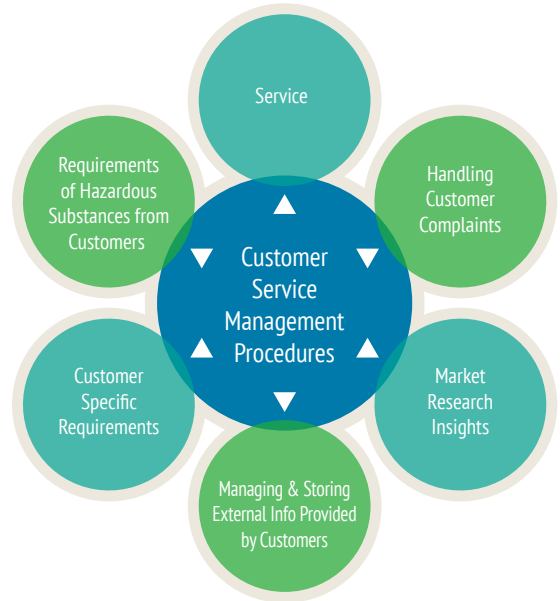 Service
Requirements
of Hazardous
Substances from
Customers
Handling
Customer
Complaints
Customer
Service
Management
Procedures
Customer
Specific
Requirements
Market
Research
Insights
Managing & Storing
External Info Provided
by Customers